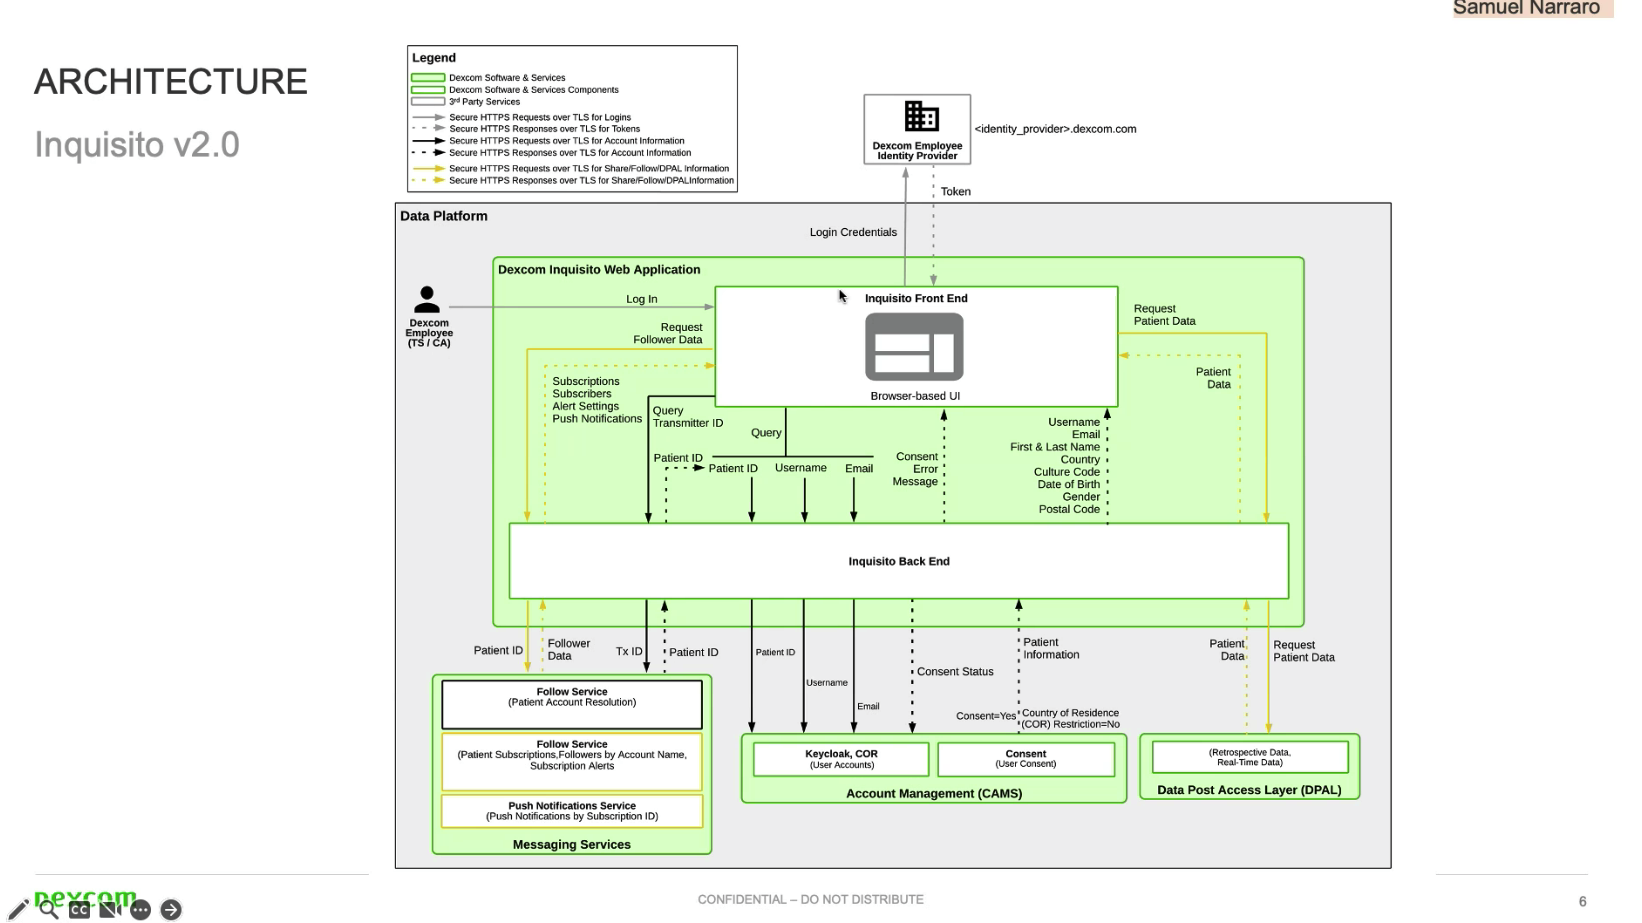 Samuel Narraro
ARCHITECTURE
Inquisito v2.0
Legend
Dexcom Software & Services
Dexcom Software & Services Components
3rd Party Services
Secure HTTPS Requests over TLS for Logins
Secure HTTPS Responses over TLS for Tokens
Secure HTTPS Requests over TLS for Account Information
Secure HTTPS Responses over TLS for Account Information
Secure HTTPS Requests over TLS for Share/Follow/DPAL Information
Secure HTTPS Responses over TLS for Share/Follow/DPALInformation
Dexcom Employee
Identity Provider
<identity_provider>.dexcom.com
Token
Login Credentials
Data Platform
Dexcom Inquisito Web Application
Dexcom
Employee
(TS / CA)
Log In
Inquisito Front End
Browser-based UI
Request
Follower Data
Request
Patient Data
Subscriptions
Subscribers
Alert Settings
Push Notifications
Query
Transmitter ID
Query
Patient ID
Patient ID
Username
Email
Consent
Error
Message
Username
Email
First & Last Name
Country
Culture Code
Date of Birth
Gender
Postal Code
Patient
Data
Inquisito Back End
Patient ID
Follower
Data
Tx ID
Patient ID
Patient ID
Username
Email
Consent Status
Patient
Information
Consent=Yes
Country of Residence
(COR) Restriction=No
Patient
Data
Request
Patient Data
Follow Service
(Patient Account Resolution)
Follow Service
(Patient Subscriptions,Followers by Account Name,
Subscription Alerts
Push Notifications Service
(Push Notifications by Subscription ID)
Messaging Services
Keycloak, COR
(User Accounts)
Consent
(User Consent)
Account Management (CAMS)
(Retrospective Data,
Real-Time Data)
Data Post Access Layer (DPAL)
Dexcom
CC
CONFIDENTIAL – DO NOT DISTRIBUTE
6